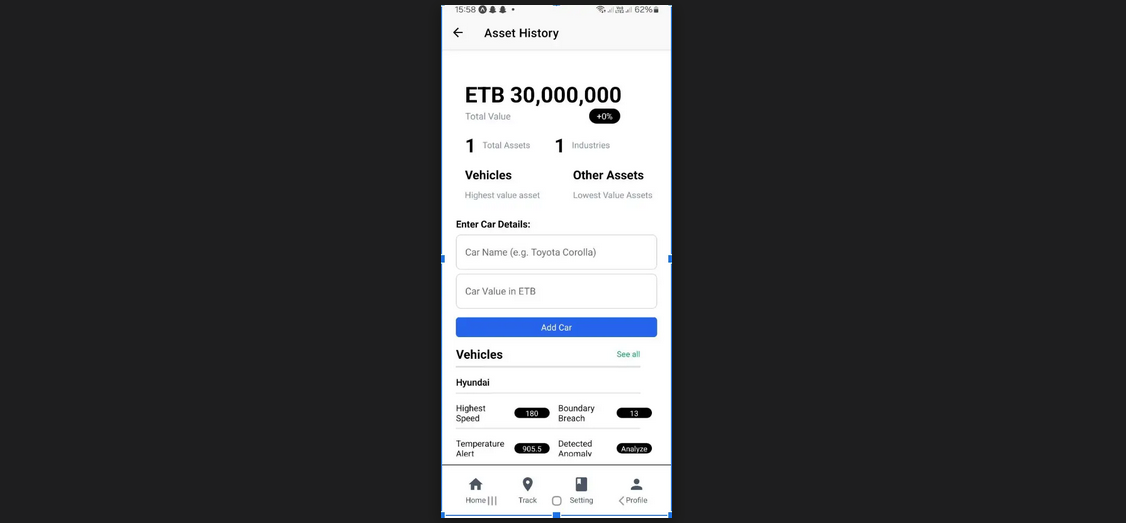 15:58 62%
Asset History
ETB 30,000,000
Total Value +0%
1 Total Assets 1 Industries
Vehicles Other Assets
Highest value asset Lowest Value Assets
Enter Car Details:
Car Name (e.g. Toyota Corolla)
Car Value in ETB
Add Car
Vehicles See all
Hyundai
Highest Speed 180 Boundary Breach 13
Temperature Alert 905.5 Detected Anomaly Analyze
Home Track Setting Profile